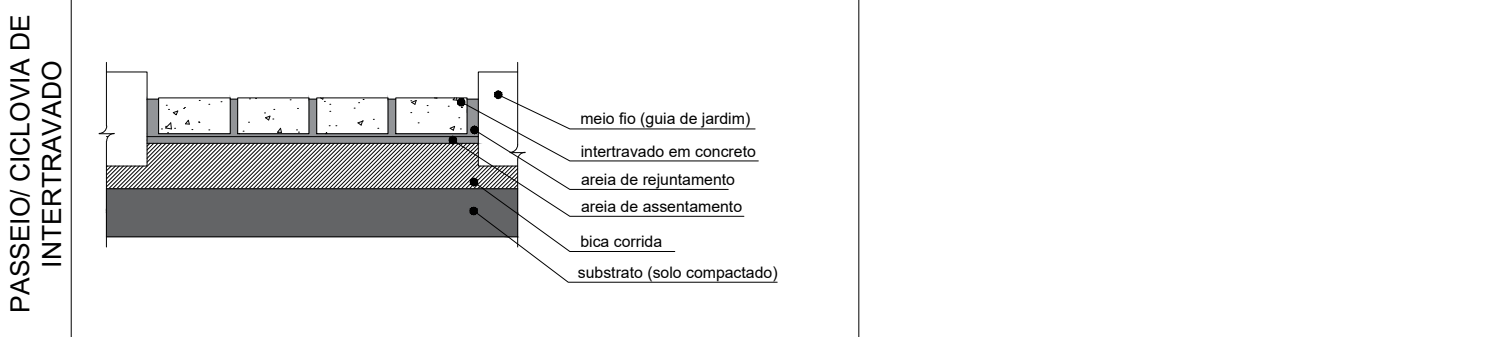 PASSEIO/ CICLOVIA DE
INTERTRAVADO
meio fio (guia de jardim)
intertravado em concreto
areia de rejuntamento
areia de assentamento
bica corrida
substrato (solo compactado)